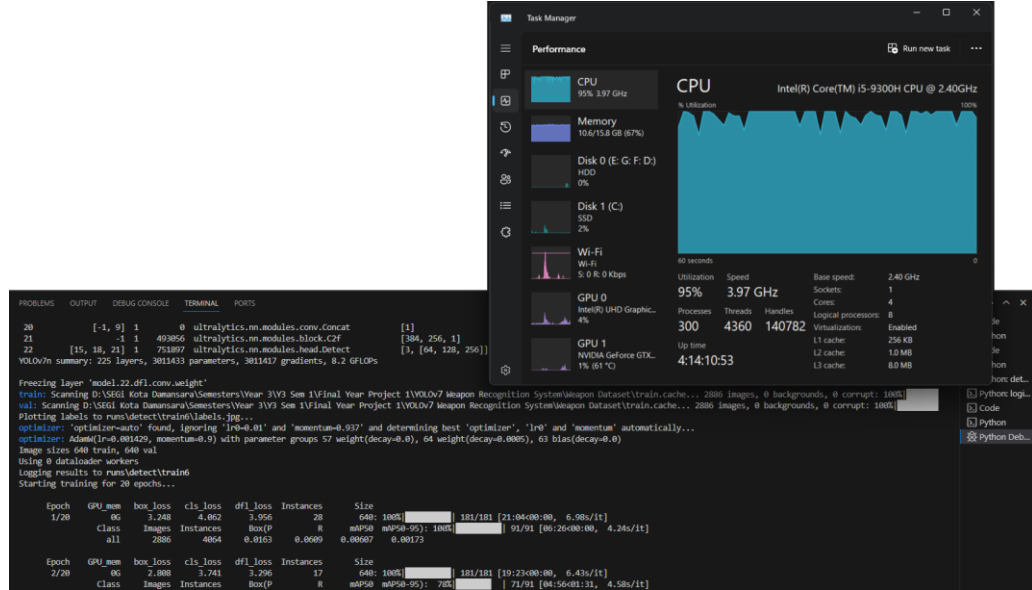 Task Manager
Performance
Run new task
CPU
95% 3.97 GHz
Memory
10.6/15.8 GB (67%)
Disk 0 (E: G: F: D:)
HDD
0%
Disk 1 (C:)
SSD
2%
Wi-Fi
Wi-Fi
S: 0 R: 0 Kbps
GPU 0
Intel(R) UHD Graphic...
4%
GPU 1
NVIDIA GeForce GTX...
1% (61 °C)
CPU
Intel(R) Core(TM) i5-9300H CPU @ 2.40GHz
% Utilization
100%
60 seconds
0
Utilization
95%
Speed
3.97 GHz
Processes
300
Threads
4360
Handles
140782
Up time
4:14:10:53
Base speed: 2.40 GHz
Sockets: 1
Cores: 4
Logical processors: 8
Virtualization: Enabled
L1 cache: 256 KB
L2 cache: 1.0 MB
L3 cache: 8.0 MB
PROBLEMS OUTPUT DEBUG CONSOLE TERMINAL PORTS
20 [-1, 9] 1 0 ultralytics.nn.modules.conv.Concat [1]
21 -1 1 493056 ultralytics.nn.modules.block.C2f [384, 256, 1]
22 [15, 18, 21] 1 751897 ultralytics.nn.modules.head.Detect [3, [64, 128, 256]]
YOLOv7n summary: 225 layers, 3011433 parameters, 3011417 gradients, 8.2 GFLOPs
Freezing layer 'model.22.dfl.conv.weight'
train: Scanning D:\SEGi Kota Damansara\Semesters\Year 3\Y3 Sem 1\Final Year Project 1\YOLOv7 Weapon Recognition System\Weapon Dataset\train.cache... 2886 images, 0 backgrounds, 0 corrupt: 100%|
val: Scanning D:\SEGi Kota Damansara\Semesters\Year 3\Y3 Sem 1\Final Year Project 1\YOLOv7 Weapon Recognition System\Weapon Dataset\train.cache... 2886 images, 0 backgrounds, 0 corrupt: 100%|
Plotting labels to runs\detect\train6\labels.jpg...
optimizer: 'optimizer=auto' found, ignoring 'lr0=0.01' and 'momentum=0.937' and determining best 'optimizer', 'lr0' and 'momentum' automatically...
optimizer: AdamW(lr=0.001429, momentum=0.9) with parameter groups 57 weight(decay=0.0), 64 weight(decay=0.0005), 63 bias(decay=0.0)
Image sizes 640 train, 640 val
Using 0 dataloader workers
Logging results to runs\detect\train6
Starting training for 20 epochs...
Epoch GPU_mem box_loss cls_loss dfl_loss Instances Size
1/20 0G 3.248 4.062 3.956 28 640: 100%| | 181/181 [21:04<00:00, 6.98s/it]
Class Images Instances Box(P R mAP50 mAP50-95): 100%| | 91/91 [06:26<00:00, 4.24s/it]
all 2886 4064 0.0163 0.0609 0.00607 0.00173
Epoch GPU_mem box_loss cls_loss dfl_loss Instances Size
2/20 0G 2.808 3.741 3.296 17 640: 100%| | 181/181 [19:23<00:00, 6.43s/it]
Class Images Instances Box(P R mAP50 mAP50-95): 78%| | 71/91 [04:56<01:31, 4.58s/it]
de
hon
de
hon
hon: det...
Python: logi...
Code
Python
Python Deb...